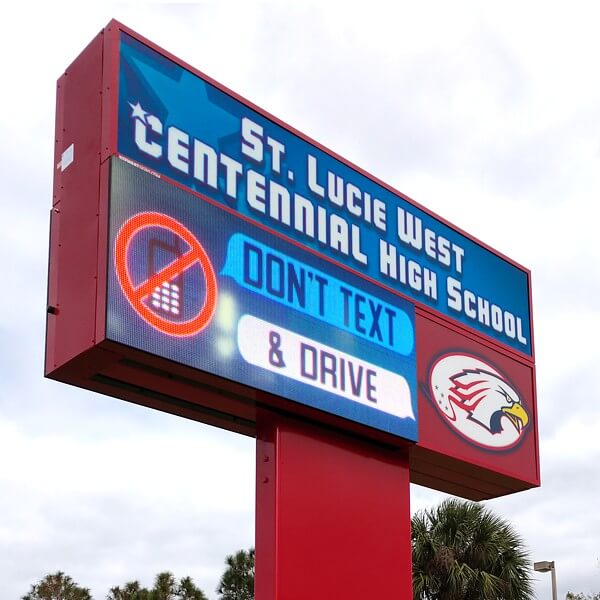 St. Lucie West
Centennial High School
DON'T TEXT
& DRIVE